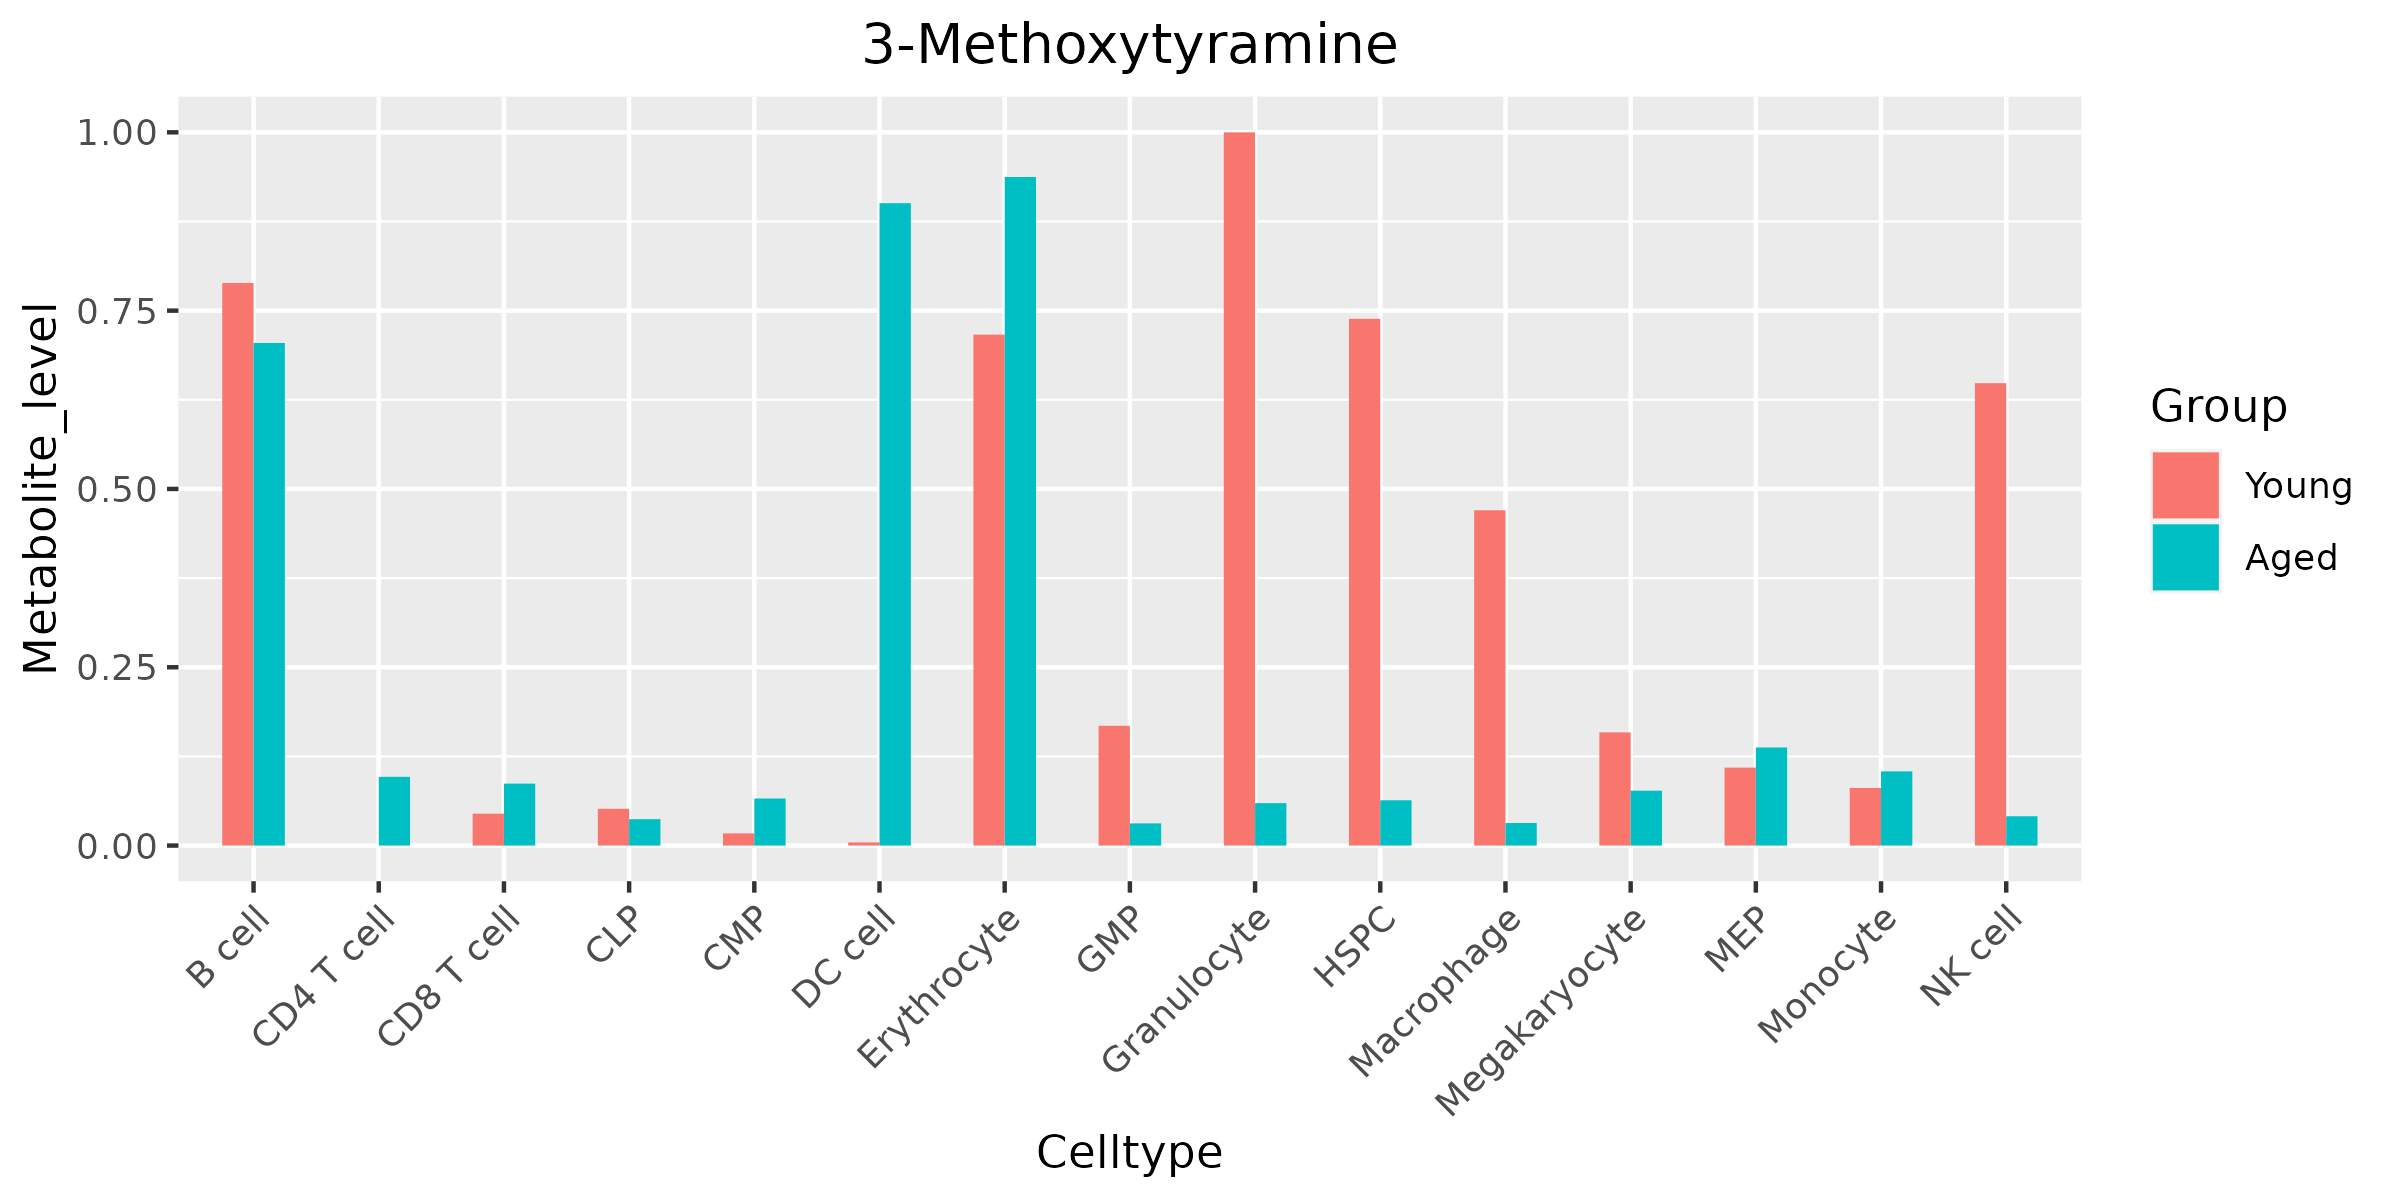 3-Methoxytyramine
Metabolite_level
1.00
0.75
0.50
0.25
0.00
B cell
CD4 T cell
CD8 T cell
CLP
CMP
DC cell
Erythrocyte
GMP
Granulocyte
HSPC
Macrophage
Megakaryocyte
MEP
Monocyte
NK cell
Celltype
Group
Young
Aged